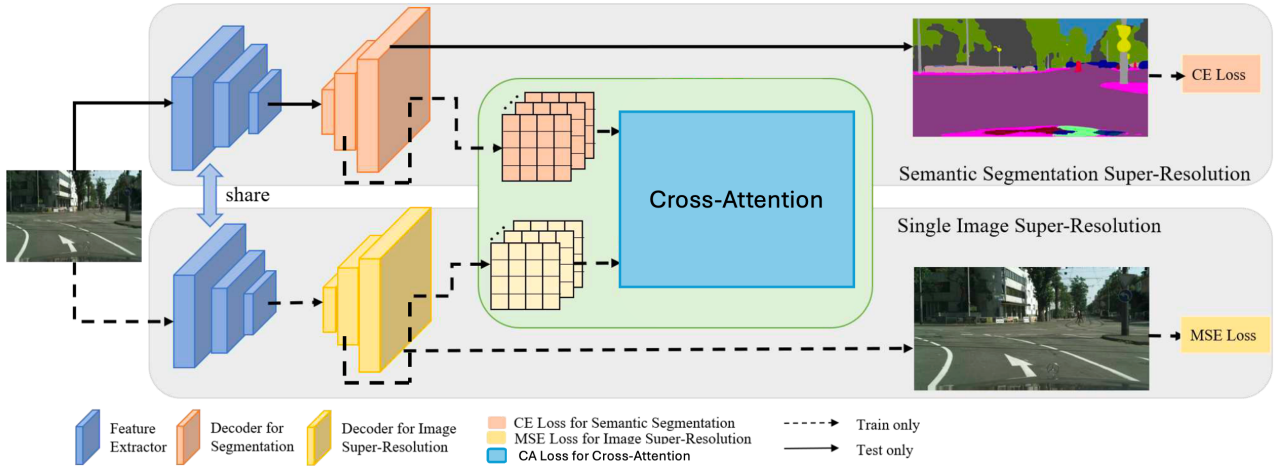 CE Loss
share
Semantic Segmentation Super-Resolution
Cross-Attention
Single Image Super-Resolution
MSE Loss
Feature
Extractor
Decoder for
Segmentation
Decoder for Image
Super-Resolution
CE Loss for Semantic Segmentation
MSE Loss for Image Super-Resolution
CA Loss for Cross-Attention
Train only
Test only